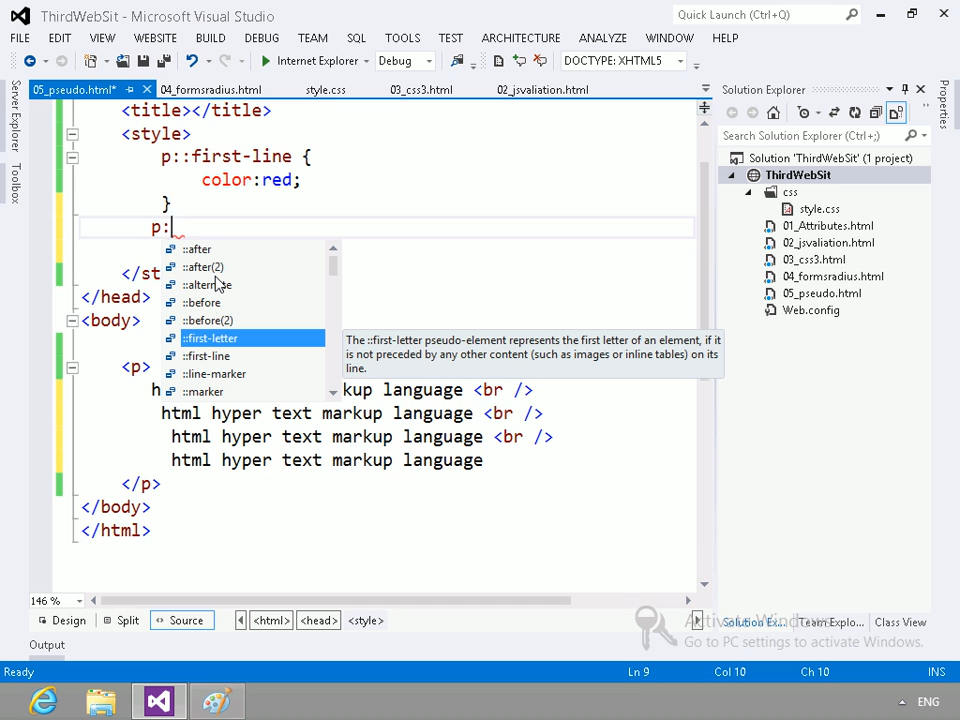 ThirdWebSit - Microsoft Visual Studio
Quick Launch (Ctrl+Q)
FILE EDIT VIEW WEBSITE BUILD DEBUG TEAM SQL TOOLS TEST ARCHITECTURE ANALYZE WINDOW HELP
Internet Explorer Debug DOCTYPE: XHTML5
05_pseudo.html* 04_formsradius.html style.css 03_css3.html 02_jsvaliation.html
Server Explorer
Toolbox
<title></title>
<style>
p::first-line {
color:red;
}
p:
::after
::after(2)
::before
::before(2)
::first-letter
::first-line
::line-marker
::marker
The ::first-letter pseudo-element represents the first letter of an element, if it
is not preceded by any other content (such as images or inline tables) on its
line.
</st
</head>
<body>
<p>
h kup language <br />
html hyper text markup language <br />
html hyper text markup language <br />
html hyper text markup language
</p>
</body>
</html>
146 %
Design Split Source <html> <head> <style>
Output
Solution Explorer
Search Solution Explorer (Ctrl+;)
Solution 'ThirdWebSit' (1 project)
ThirdWebSit
css
style.css
01_Attributes.html
02_jsvaliation.html
03_css3.html
04_formsradius.html
05_pseudo.html
Web.config
Properties
Solution Ex... Team Explo... Class View
Activate Windows
Go to PC settings to activate Windows.
Ready Ln 9 Col 10 Ch 10 INS
ENG